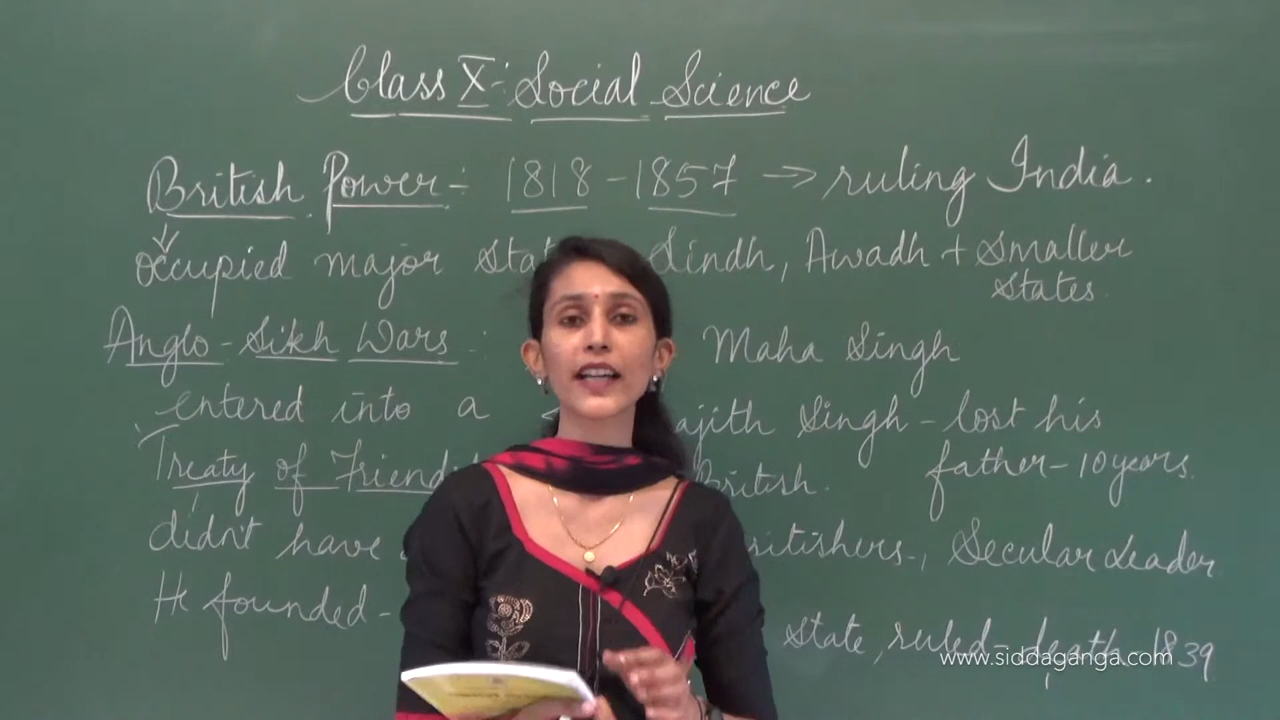 Class X:- Social Science
British Power:- 1818 - 1857 → ruling India.
occupied major Sindh, Awadh + Smaller
States.
Anglo - Sikh Wars: Maha Singh
entered into a Singh - lost his
Treaty of father - 10 years.
British.
didn't have Secular Leader
He founded - State, ruled - death 1839
www.siddaganga.com